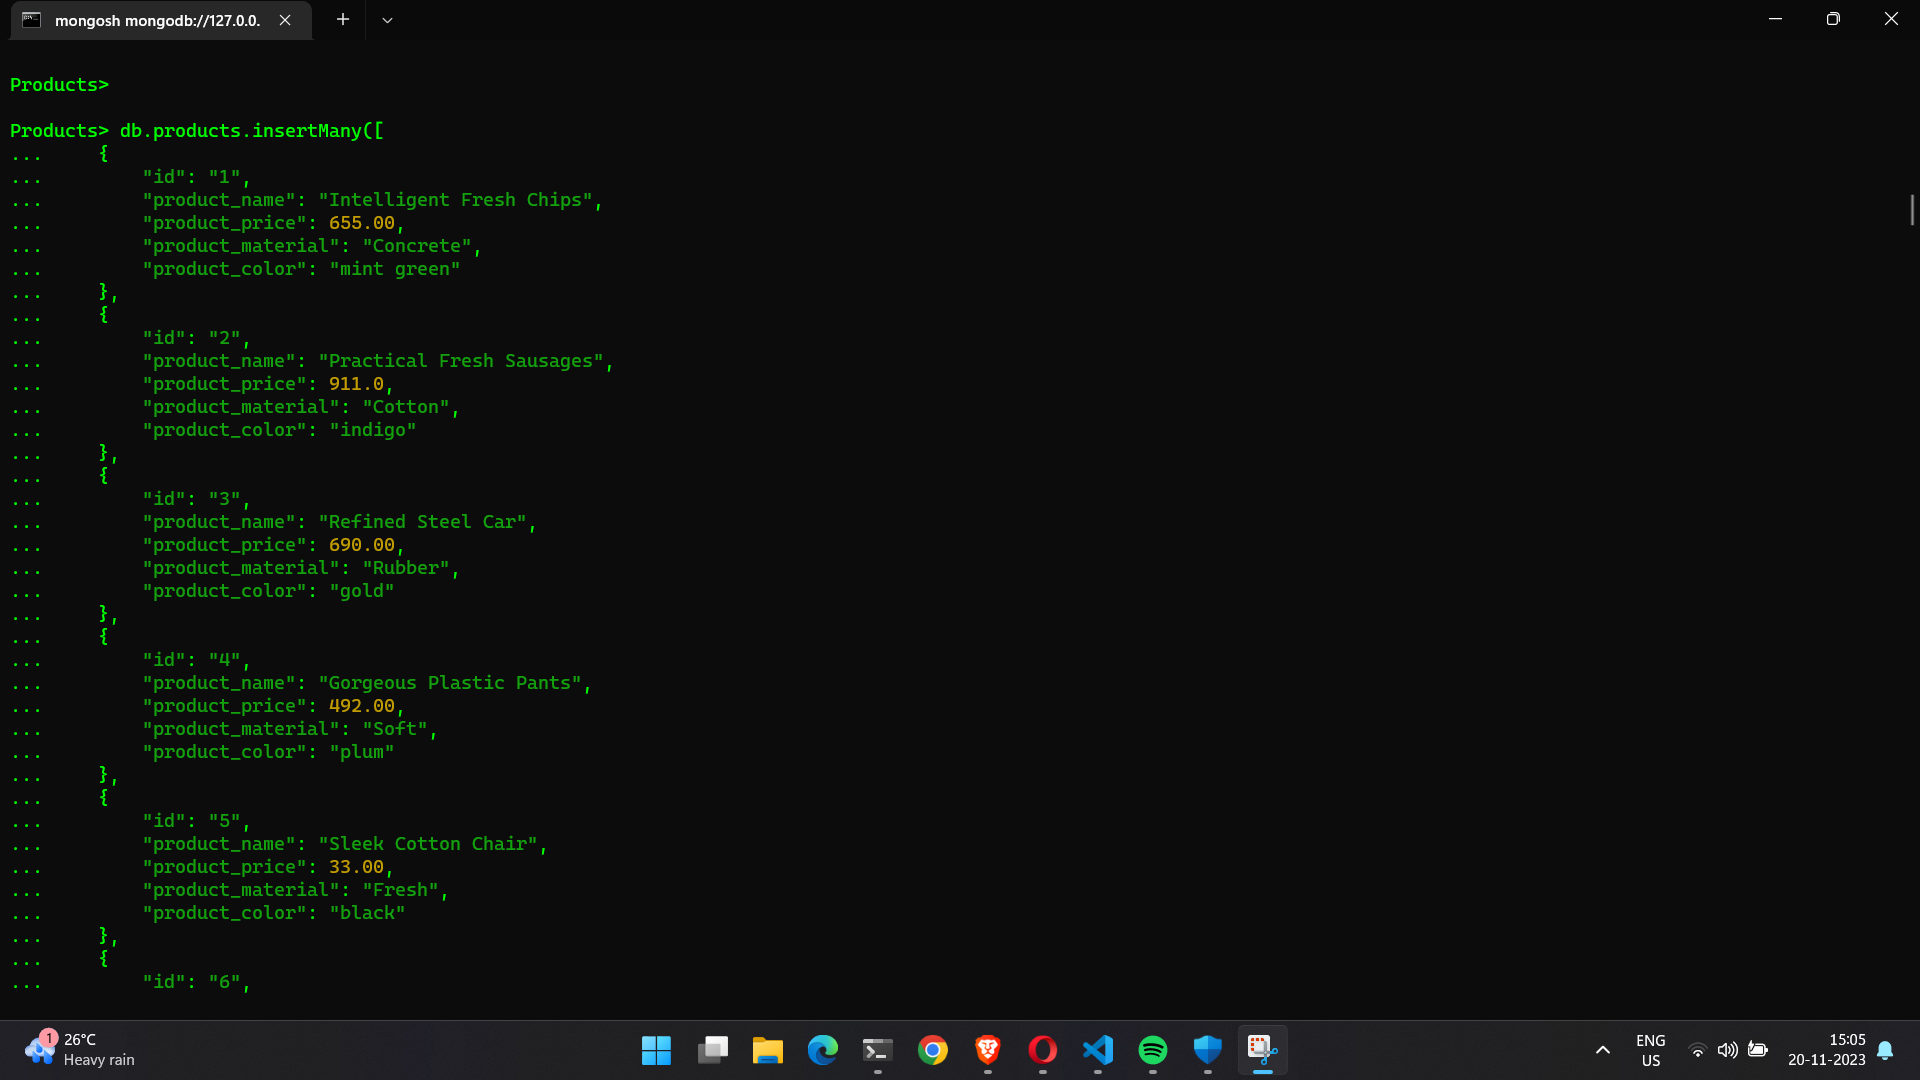 mongosh mongodb://127.0.0.
Products>
Products> db.products.insertMany([
...     {
...         "id": "1",
...         "product_name": "Intelligent Fresh Chips",
...         "product_price": 655.00,
...         "product_material": "Concrete",
...         "product_color": "mint green"
...     },
...     {
...         "id": "2",
...         "product_name": "Practical Fresh Sausages",
...         "product_price": 911.0,
...         "product_material": "Cotton",
...         "product_color": "indigo"
...     },
...     {
...         "id": "3",
...         "product_name": "Refined Steel Car",
...         "product_price": 690.00,
...         "product_material": "Rubber",
...         "product_color": "gold"
...     },
...     {
...         "id": "4",
...         "product_name": "Gorgeous Plastic Pants",
...         "product_price": 492.00,
...         "product_material": "Soft",
...         "product_color": "plum"
...     },
...     {
...         "id": "5",
...         "product_name": "Sleek Cotton Chair",
...         "product_price": 33.00,
...         "product_material": "Fresh",
...         "product_color": "black"
...     },
...     {
...         "id": "6",
1
26°C
Heavy rain
ENG
US
15:05
20-11-2023